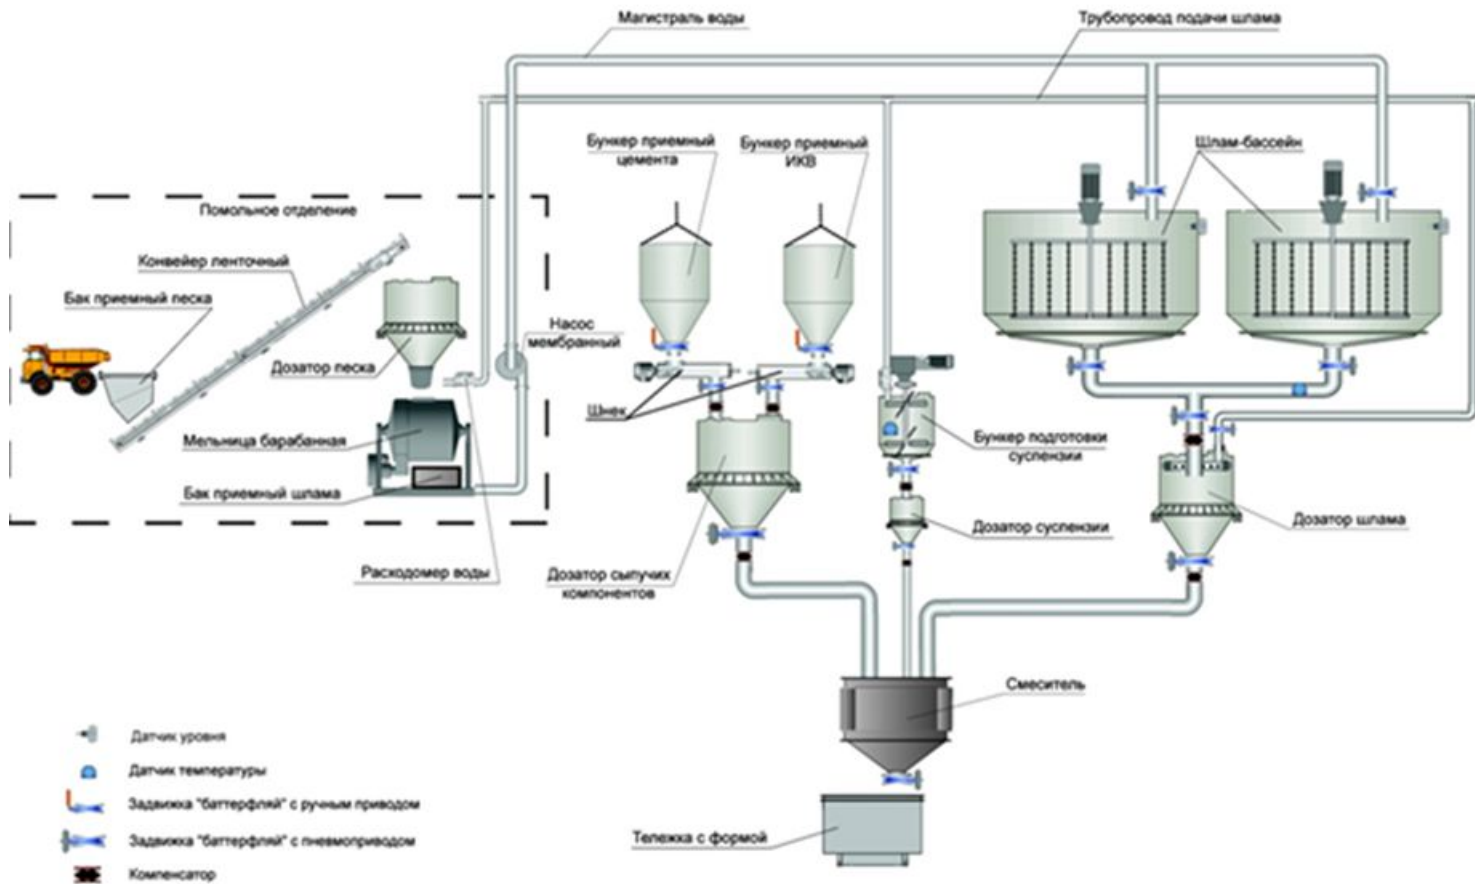 Магистраль воды
Трубопровод подачи шлама
Бункер приемный
цемента
Бункер приемный
ИКВ
Шлам-бассейн
Помольное отделение
Конвейер ленточный
Бак приемный песка
Насос
мембранный
Дозатор песка
Шнек
Мельница барабанная
Бункер подготовки
суспензии
Бак приемный шлама
Дозатор суспензии
Дозатор шлама
Расходомер воды
Дозатор сыпучих
компонентов
Смеситель
Датчик уровня
Датчик температуры
Задвижка "баттерфляй" с ручным приводом
Тележка с формой
Задвижка "баттерфляй" с пневмоприводом
Компенсатор